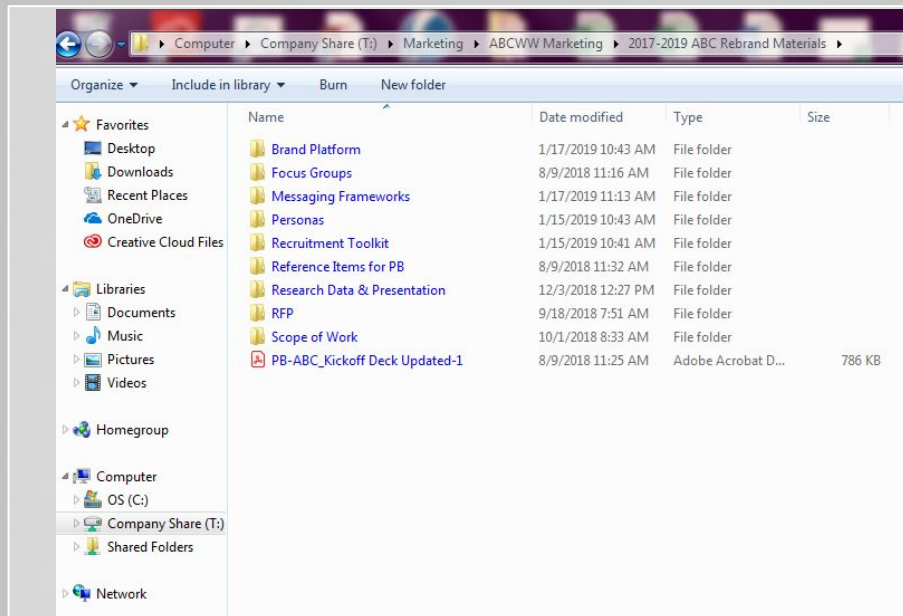 Computer Company Share (T:) Marketing ABCWW Marketing 2017-2019 ABC Rebrand Materials
Organize Include in library Burn New folder
Favorites
Desktop
Downloads
Recent Places
OneDrive
Creative Cloud Files
Libraries
Documents
Music
Pictures
Videos
Homegroup
Computer
OS (C:)
Company Share (T:)
Shared Folders
Network
Name Date modified Type Size
Brand Platform 1/17/2019 10:43 AM File folder
Focus Groups 8/9/2018 11:16 AM File folder
Messaging Frameworks 1/17/2019 11:13 AM File folder
Personas 1/15/2019 10:43 AM File folder
Recruitment Toolkit 1/15/2019 10:41 AM File folder
Reference Items for PB 8/9/2018 11:32 AM File folder
Research Data & Presentation 12/3/2018 12:27 PM File folder
RFP 9/18/2018 7:51 AM File folder
Scope of Work 10/1/2018 8:33 AM File folder
PB-ABC_Kickoff Deck Updated-1 8/9/2018 11:25 AM Adobe Acrobat D... 786 KB